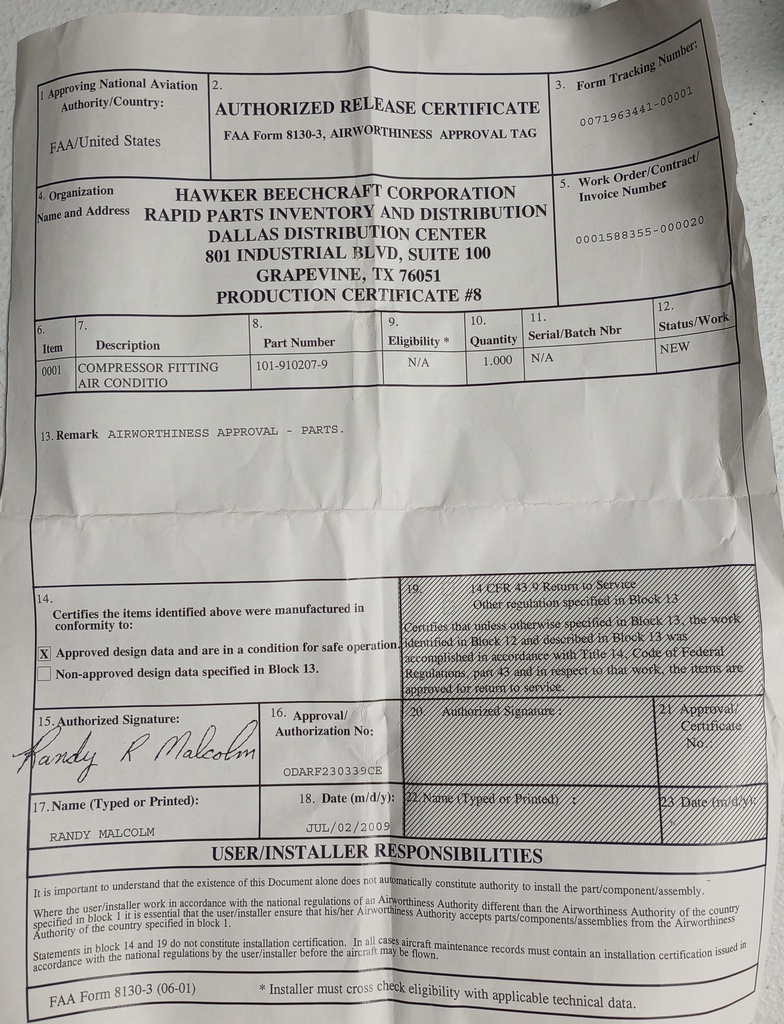 1 Approving National Aviation
Authority/Country:
FAA/United States
2.
AUTHORIZED RELEASE CERTIFICATE
FAA Form 8130-3, AIRWORTHINESS APPROVAL TAG
3. Form Tracking Number:
0071963441-00001
4. Organization
Name and Address
HAWKER BEECHCRAFT CORPORATION
RAPID PARTS INVENTORY AND DISTRIBUTION
DALLAS DISTRIBUTION CENTER
801 INDUSTRIAL BLVD, SUITE 100
GRAPEVINE, TX 76051
PRODUCTION CERTIFICATE #8
5. Work Order/Contract/
Invoice Number
0001588355-000020
6.
Item
7.
Description
8.
Part Number
9.
Eligibility *
10.
Quantity
11.
Serial/Batch Nbr
12.
Status/Work
0001
COMPRESSOR FITTING
AIR CONDITIO
101-910207-9
N/A
1.000
N/A
NEW
13. Remark AIRWORTHINESS APPROVAL - PARTS.
14.
Certifies the items identified above were manufactured in
conformity to:
X Approved design data and are in a condition for safe operation.
Non-approved design data specified in Block 13.
19. 14 CFR 43.9 Return to Service
Other regulation specified in Block 13
Certifies that unless otherwise specified in Block 13, the work
identified in Block 12 and described in Block 13 was
accomplished in accordance with Title 14, Code of Federal
Regulations, part 43 and in respect to that work, the items are
approved for return to service.
15. Authorized Signature:
Randy R Malcolm
16. Approval/
Authorization No:
ODARF230339CE
20 Authorized Signature :
21 Approval/
Certificate
No.:
17. Name (Typed or Printed):
RANDY MALCOLM
18. Date (m/d/y):
JUL/02/2009
22. Name (Typed or Printed) :
23 Date (m/d/y):
USER/INSTALLER RESPONSIBILITIES
It is important to understand that the existence of this Document alone does not automatically constitute authority to install the part/component/assembly.
Where the user/installer work in accordance with the national regulations of an Airworthiness Authority different than the Airworthiness Authority of the country
specified in block 1 it is essential that the user/installer ensure that his/her Airworthiness Authority accepts parts/components/assemblies from the Airworthiness
Authority of the country specified in block 1.
Statements in block 14 and 19 do not constitute installation certification. In all cases aircraft maintenance records must contain an installation certification issued in
accordance with the national regulations by the user/installer before the aircraft may be flown.
FAA Form 8130-3 (06-01)
* Installer must cross check eligibility with applicable technical data.